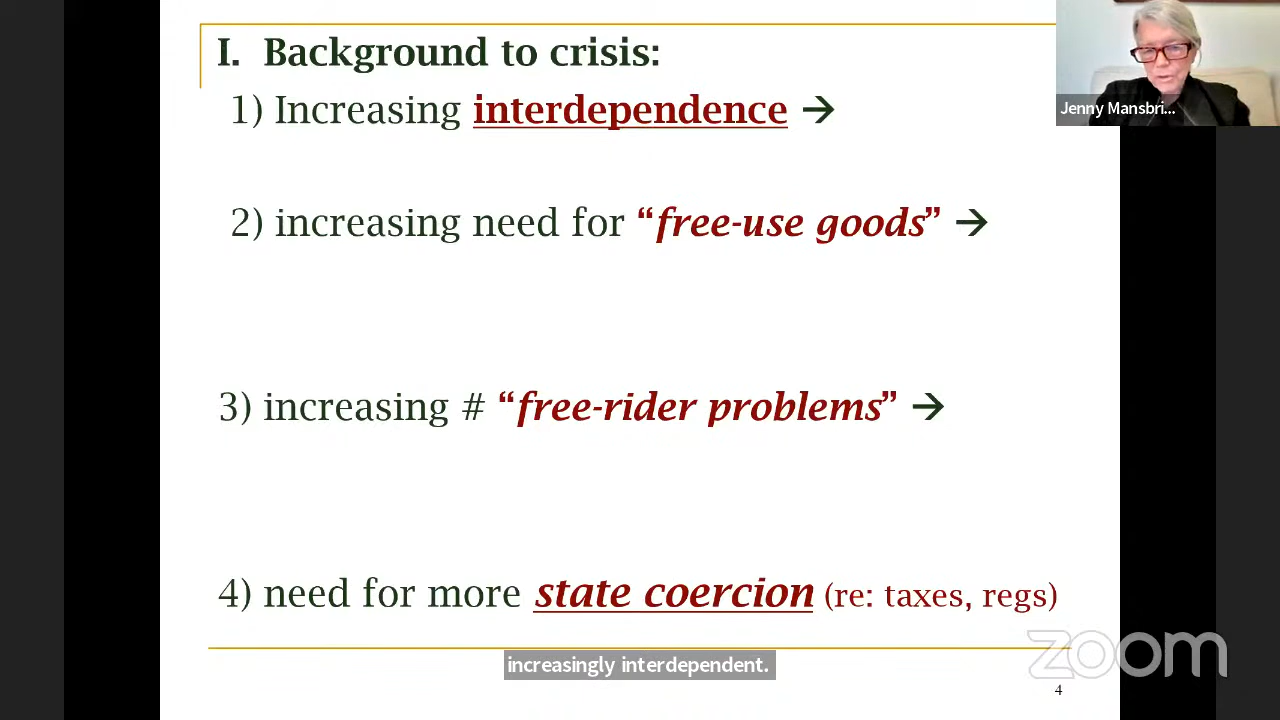 I. Background to crisis:
1) Increasing interdependence →
2) increasing need for “free-use goods” →
3) increasing # “free-rider problems” →
4) need for more state coercion (re: taxes, regs)
Jenny Mansbri...
increasingly interdependent.
zoom
4